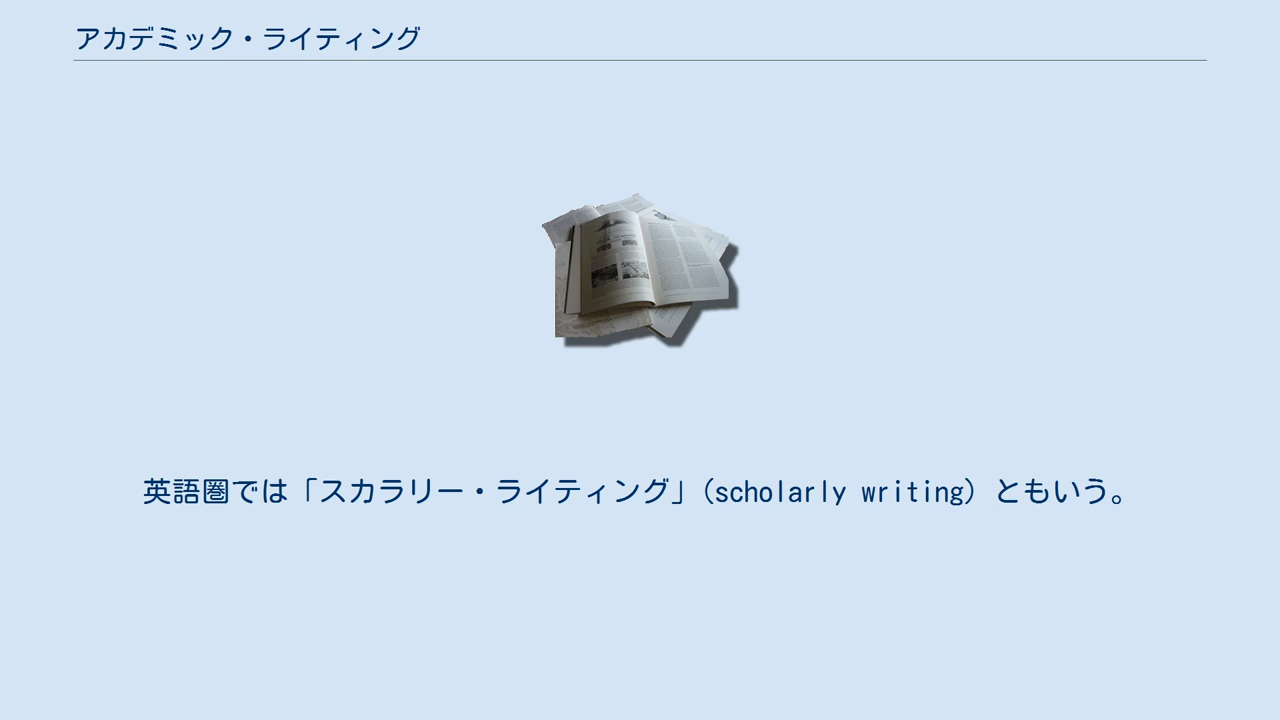 アカデミック・ライティング
英語圏では「スカラリー・ライティング」(scholarly writing) ともいう。